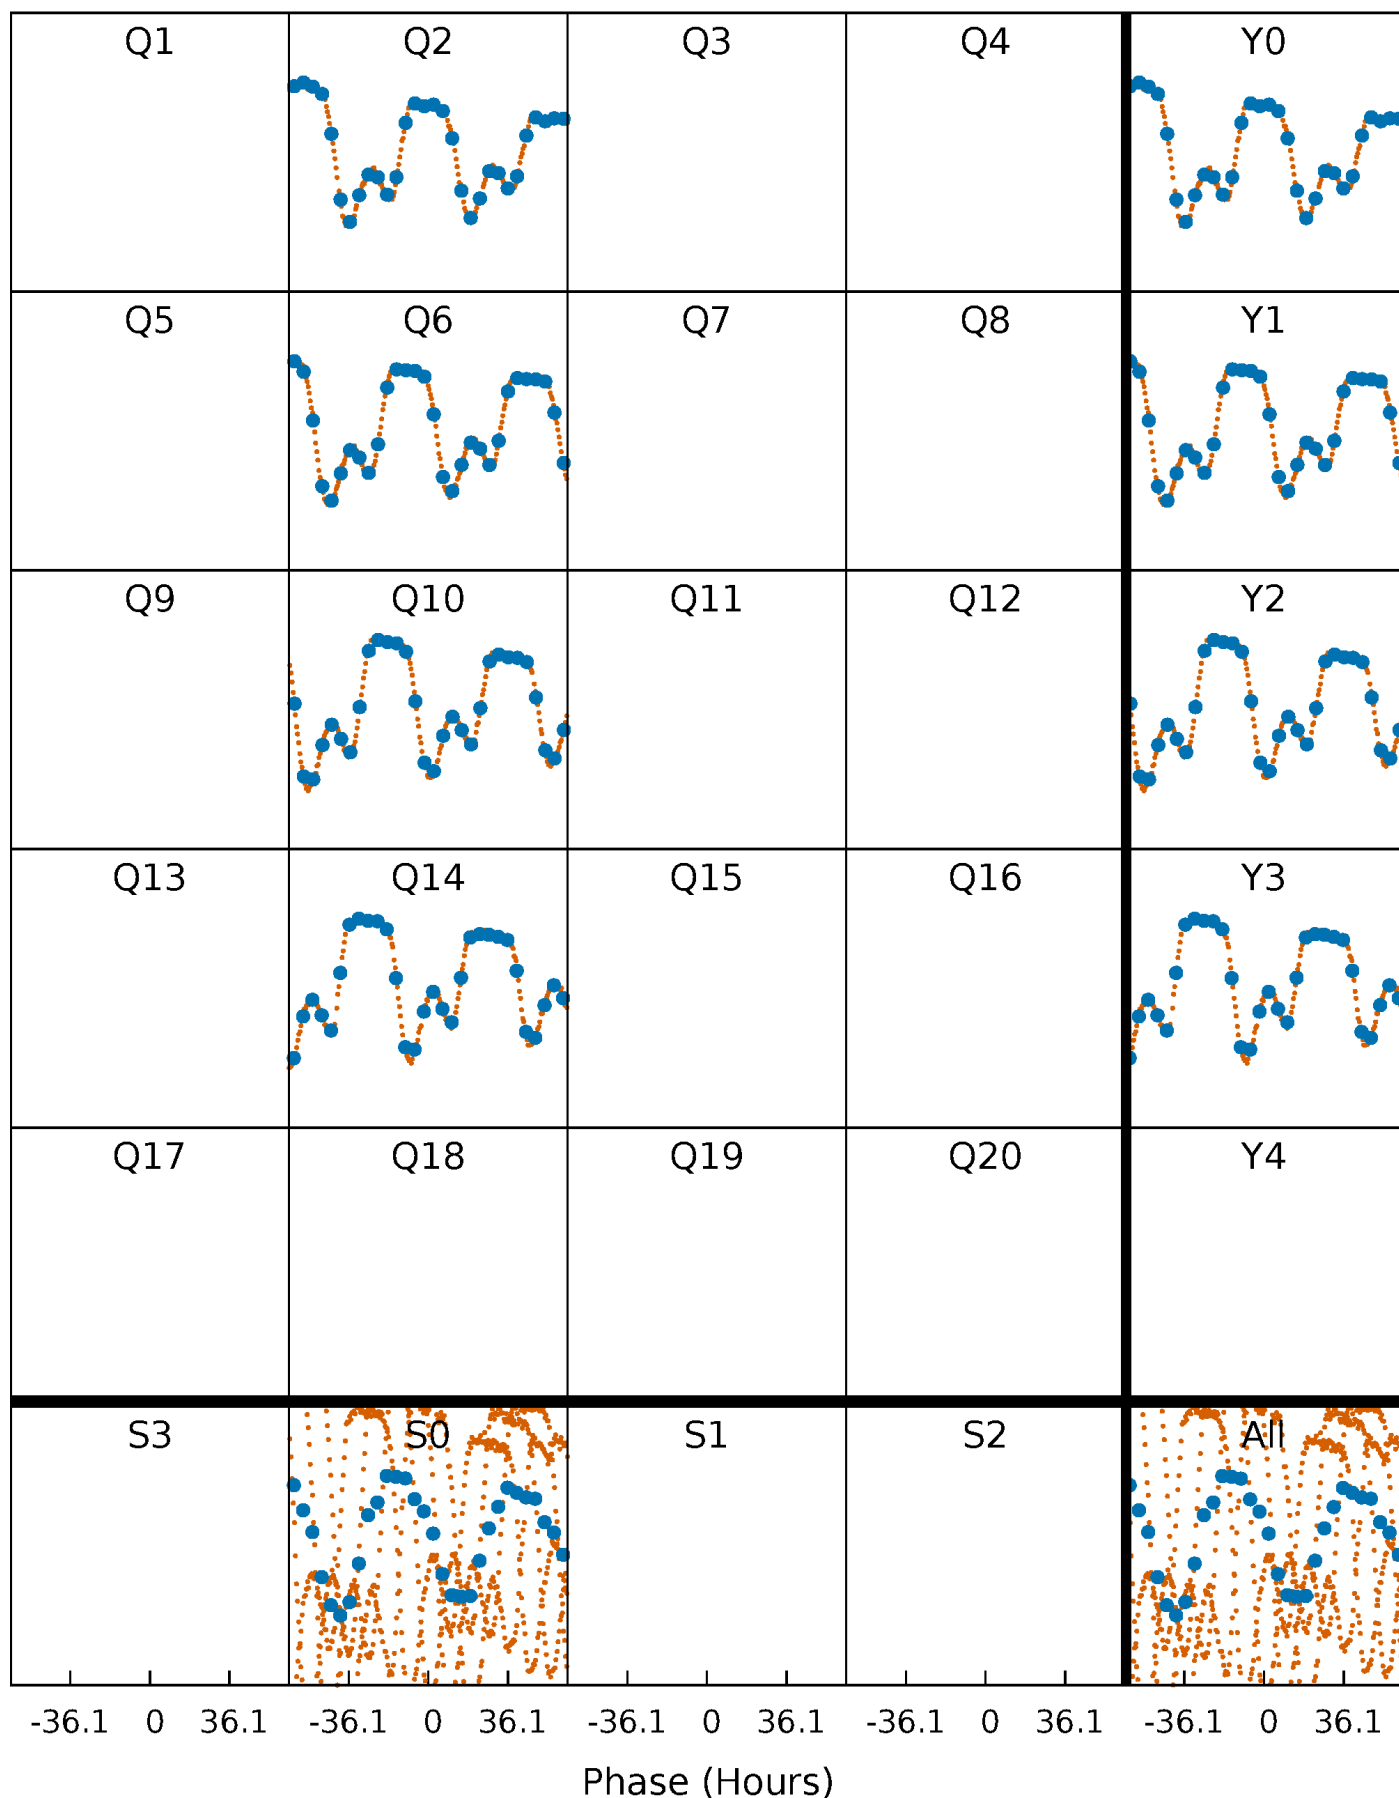 Q1 Q2 Q3 Q4 Y0
Q5 Q6 Q7 Q8 Y1
Q9 Q10 Q11 Q12 Y2
Q13 Q14 Q15 Q16 Y3
Q17 Q18 Q19 Q20 Y4
S3 S0 S1 S2 All
-36.1 0 36.1 -36.1 0 36.1 -36.1 0 36.1 -36.1 0 36.1 -36.1 0 36.1
Phase (Hours)